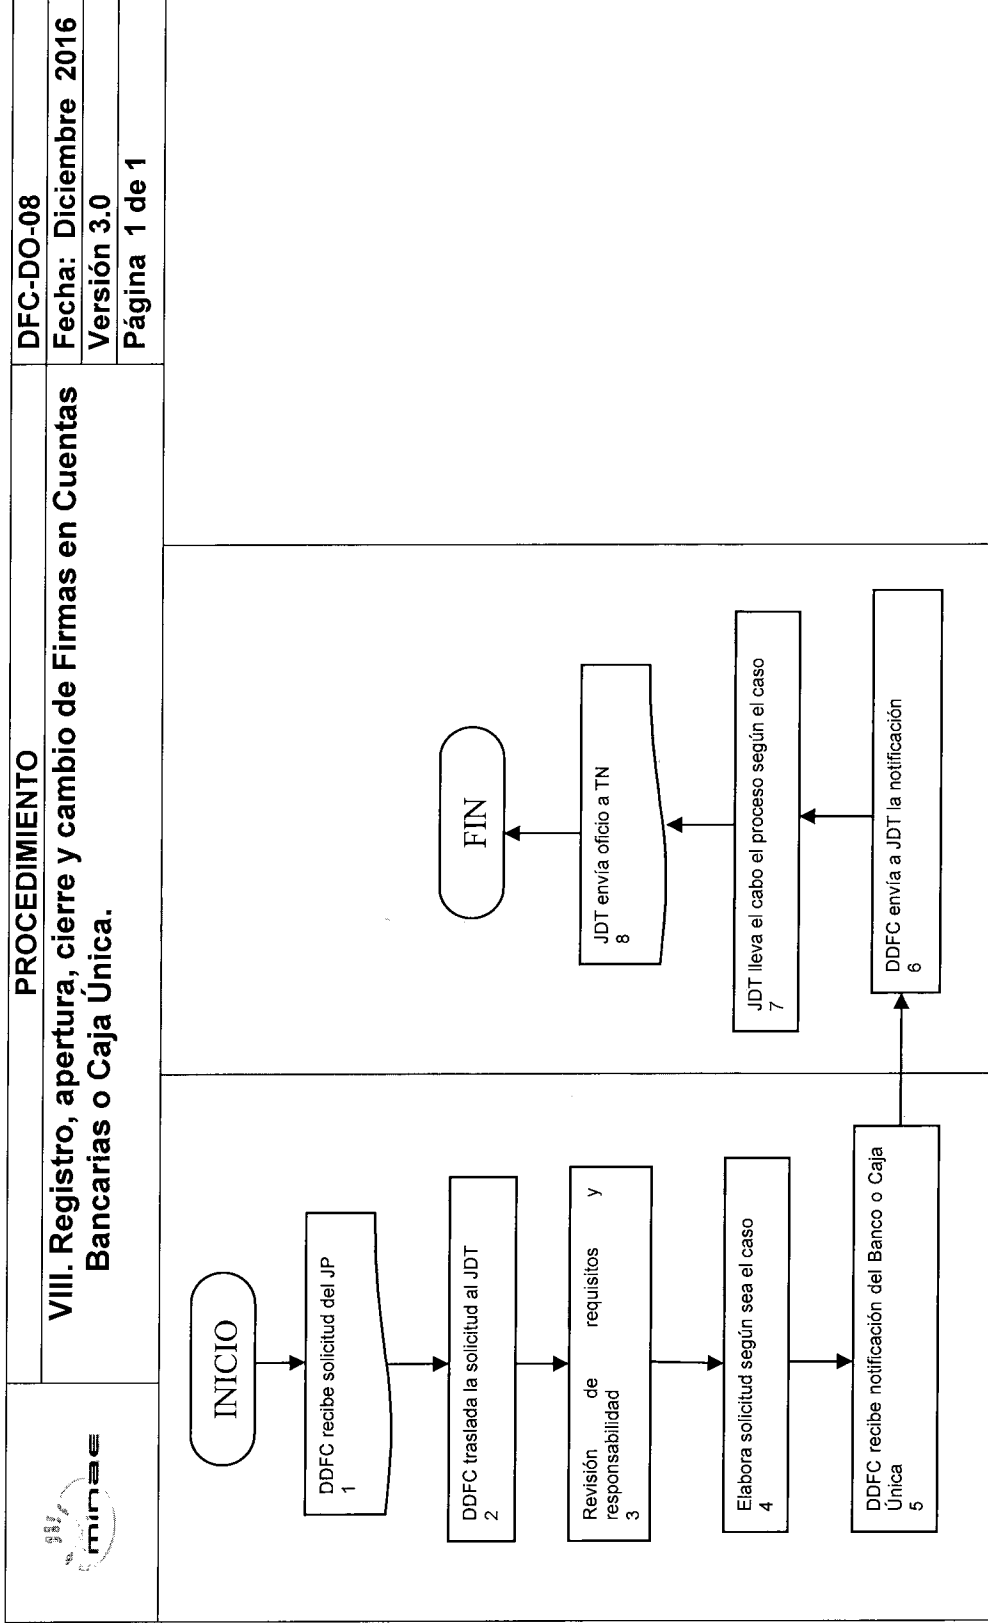 minae
PROCEDIMIENTO
VIII. Registro, apertura, cierre y cambio de Firmas en Cuentas
Bancarias o Caja Única.
DFC-DO-08
Fecha: Diciembre 2016
Versión 3.0
Página 1 de 1
INICIO
DDFC recibe solicitud del JP
1
DDFC traslada la solicitud al JDT
2
Revisión de requisitos y
responsabilidad
3
Elabora solicitud según sea el caso
4
DDFC recibe notificación del Banco o Caja
Única
5
FIN
JDT envía oficio a TN
8
JDT lleva el cabo el proceso según el caso
7
DDFC envía a JDT la notificación
6